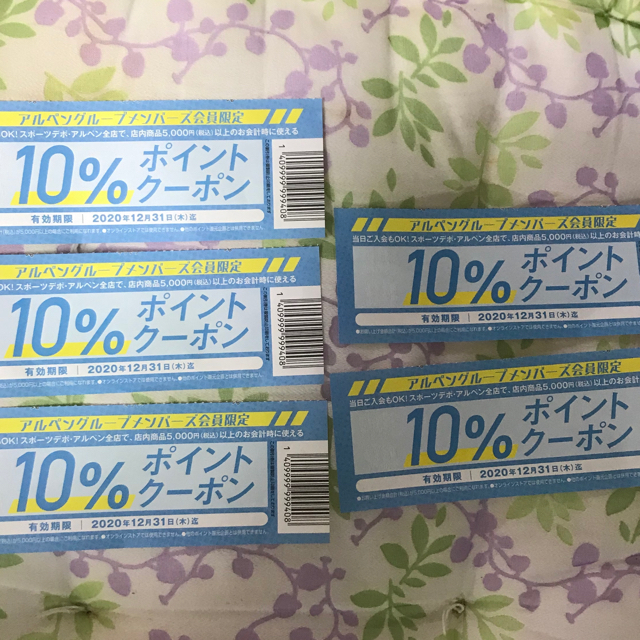 アルペングループメンバーズ会員限定
OK!スポーツデポ・アルペン全店で、店内商品5,000円(税込)以上のお会計時に使える
10%ポイントクーポン
有効期限 2020年12月31日(木)迄
1409999999408
アルペングループメンバーズ会員限定
OK!スポーツデポ・アルペン全店で、店内商品5,000円(税込)以上のお会計時に使える
10%ポイントクーポン
有効期限 2020年12月31日(木)迄
1409999999408
アルペングループメンバーズ会員限定
OK!スポーツデポ・アルペン全店で、店内商品5,000円(税込)以上のお会計時に使える
10%ポイントクーポン
有効期限 2020年12月31日(木)迄
1409999999408
アルペングループメンバーズ会員限定
当日ご入会もOK!スポーツデポ・アルペン全店で、店内商品5,000円(税込)以上のお会計時
10%ポイントクーポン
有効期限 2020年12月31日(木)迄
アルペングループメンバーズ会員限定
当日ご入会もOK!スポーツデポ・アルペン全店で、店内商品5,000円(税込)以上のお会計
10%ポイントクーポン
有効期限 2020年12月31日(木)迄